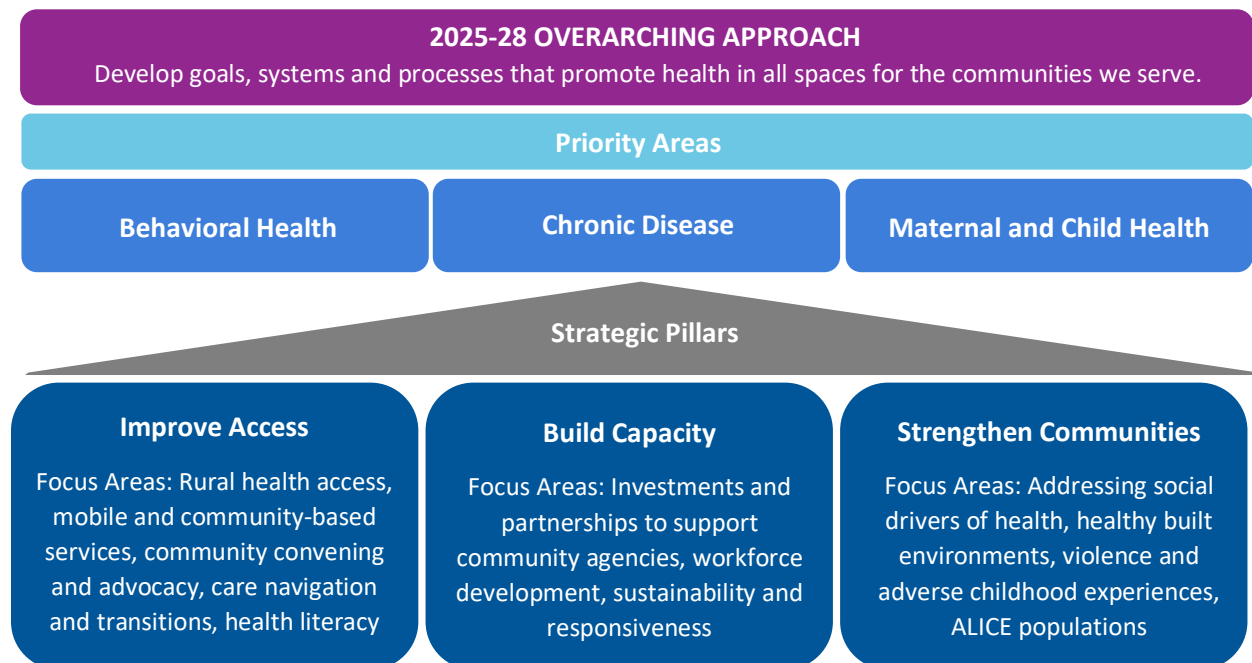 2025-28 OVERARCHING APPROACH
Develop goals, systems and processes that promote health in all spaces for the communities we serve.
Priority Areas
Behavioral Health
Chronic Disease
Maternal and Child Health
Strategic Pillars
Improve Access
Focus Areas: Rural health access,
mobile and community-based
services, community convening
and advocacy, care navigation
and transitions, health literacy
Build Capacity
Focus Areas: Investments and
partnerships to support
community agencies, workforce
development, sustainability and
responsiveness
Strengthen Communities
Focus Areas: Addressing social
drivers of health, healthy built
environments, violence and
adverse childhood experiences,
ALICE populations